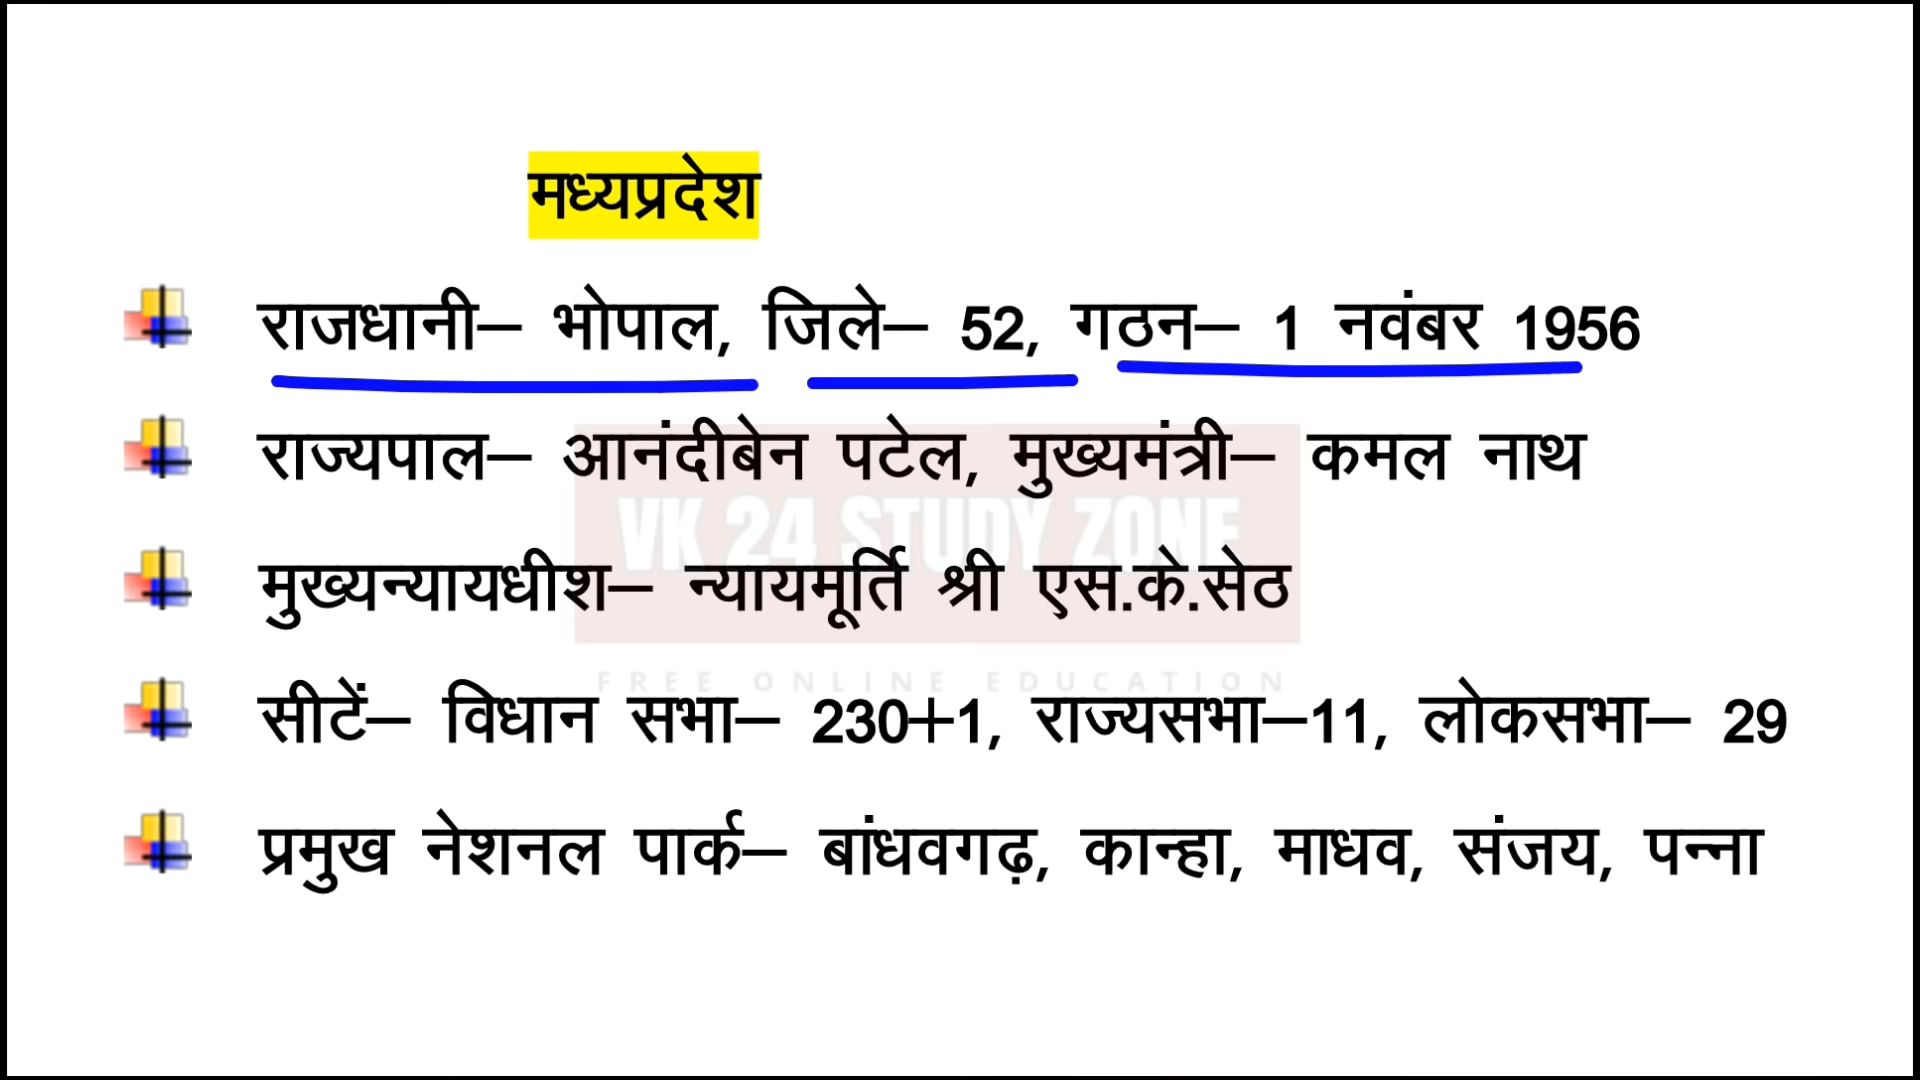 मध्यप्रदेश
राजधानी– भोपाल, जिले– 52, गठन– 1 नवंबर 1956
राज्यपाल– आनंदीबेन पटेल, मुख्यमंत्री– कमल नाथ
VK 24 STUDY ZONE
मुख्यन्यायधीश– न्यायमूर्ति श्री एस.के.सेठ
FREE ONLINE EDUCATION
सीटें– विधान सभा– 230+1, राज्यसभा–11, लोकसभा– 29
प्रमुख नेशनल पार्क– बांधवगढ़, कान्हा, माधव, संजय, पन्ना